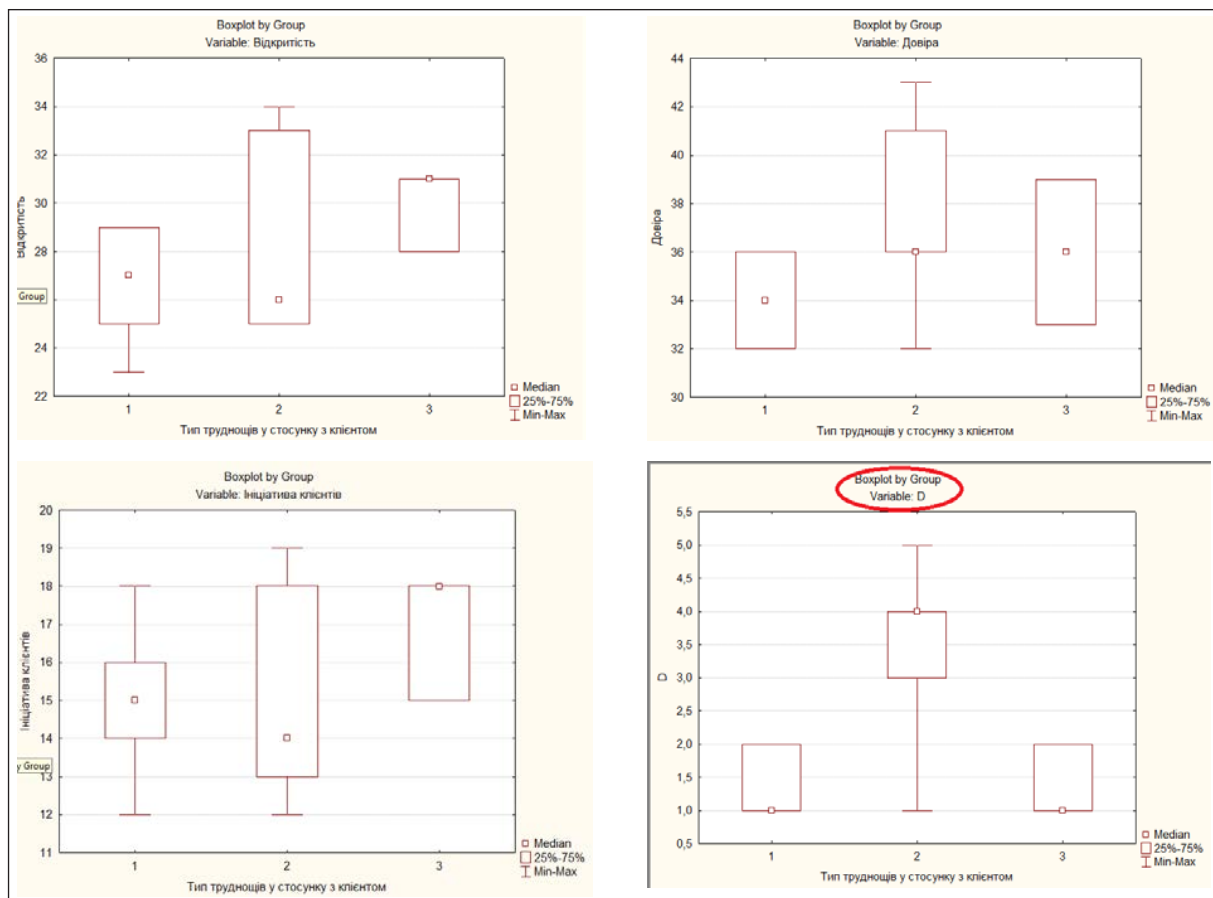 Boxplot by Group
Variable: Відкритість
36
34
32
30
28
26
24
22
Відкритість
Group
1 2 3
Тип труднощів у стосунку з клієнтом
Median
25%-75%
Min-Max
Boxplot by Group
Variable: Довіра
44
42
40
38
36
34
32
30
Довіра
1 2 3
Тип труднощів у стосунку з клієнтом
Median
25%-75%
Min-Max
Boxplot by Group
Variable: Ініціатива клієнтів
20
19
18
17
16
15
14
13
12
11
Ініціатива клієнтів
y Group
1 2 3
Тип труднощів у стосунку з клієнтом
Median
25%-75%
Min-Max
Boxplot by Group
Variable: D
5,5
5,0
4,5
4,0
3,5
3,0
2,5
2,0
1,5
1,0
0,5
D
1 2 3
Тип труднощів у стосунку з клієнтом
Median
25%-75%
Min-Max